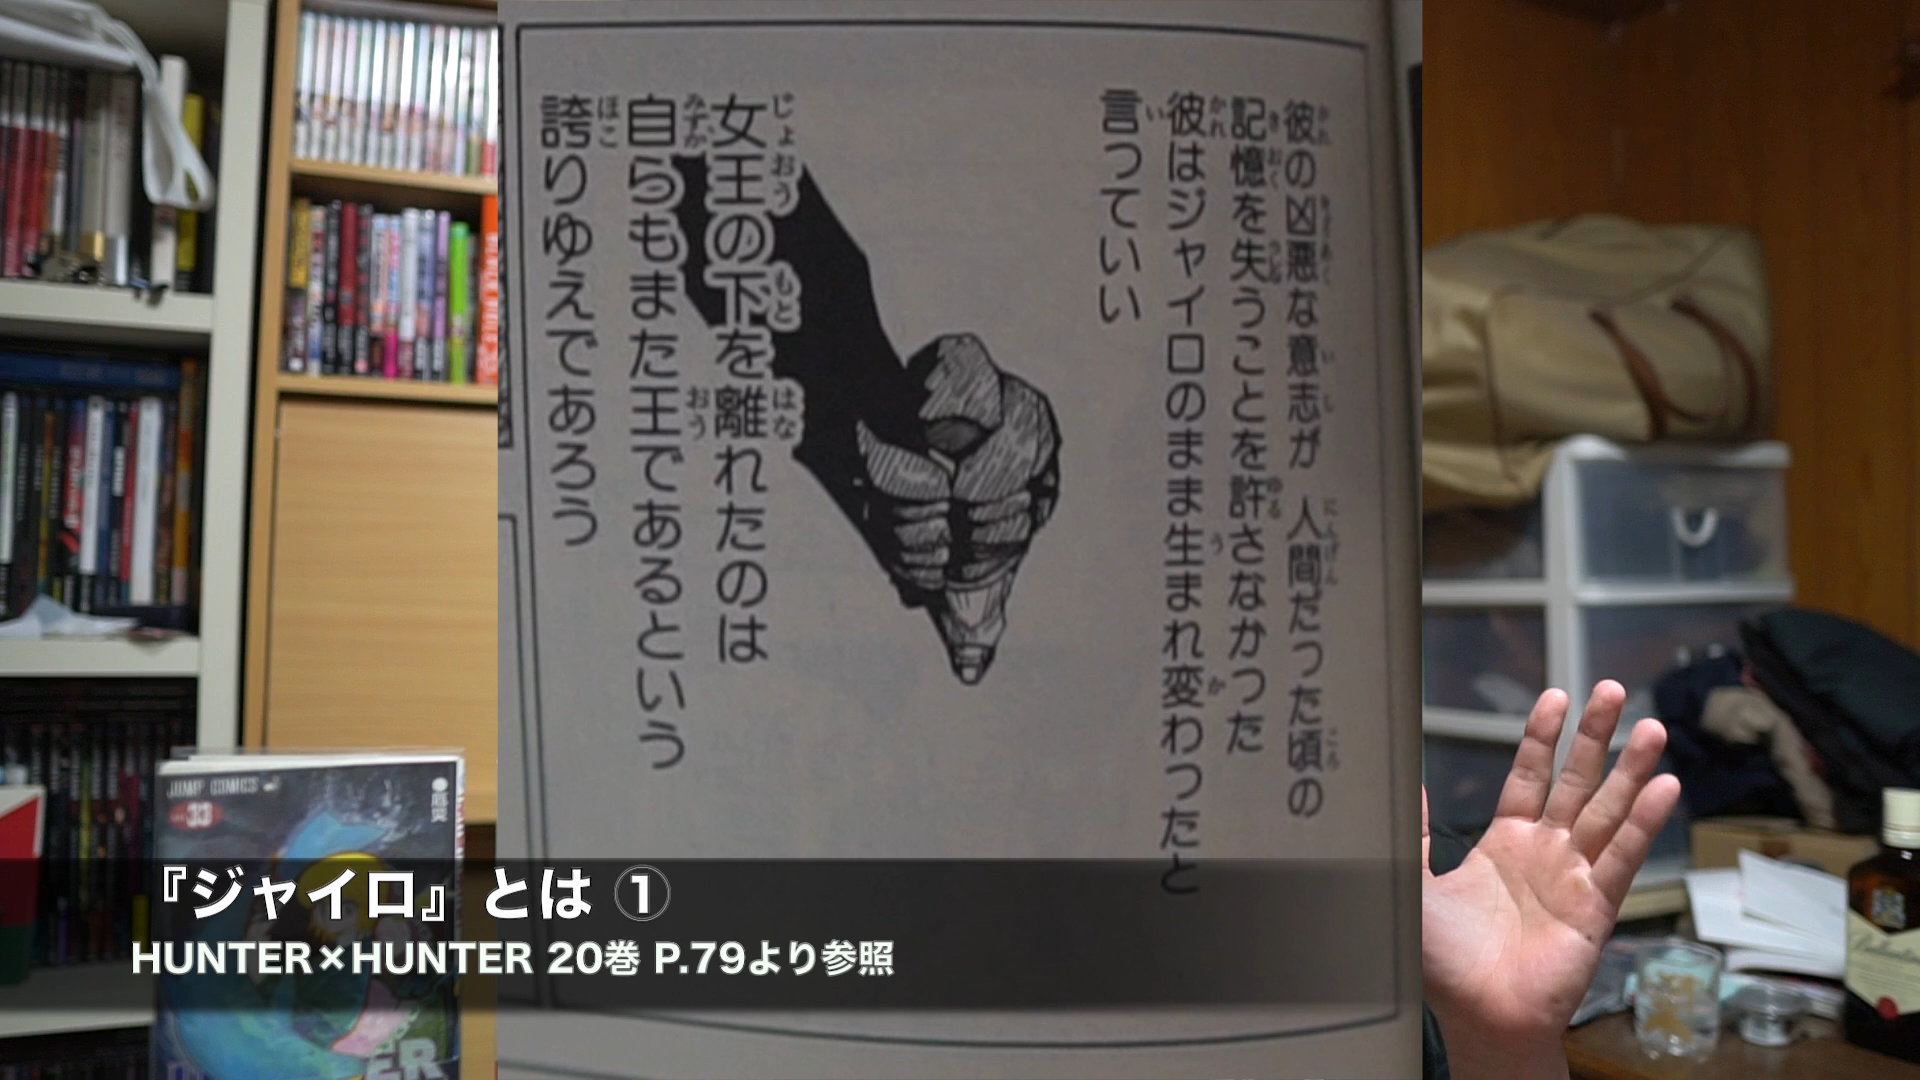 彼の凶悪な意志が 人間だった頃の
記憶を失うことを許さなかった
彼はジャイロのまま生まれ変わったと
言っていい
女王の下を離れたのは
自らもまた王であるという
誇りゆえであろう
JUMP COMICS
33
『ジャイロ』とは ①
HUNTER×HUNTER 20巻 P.79より参照